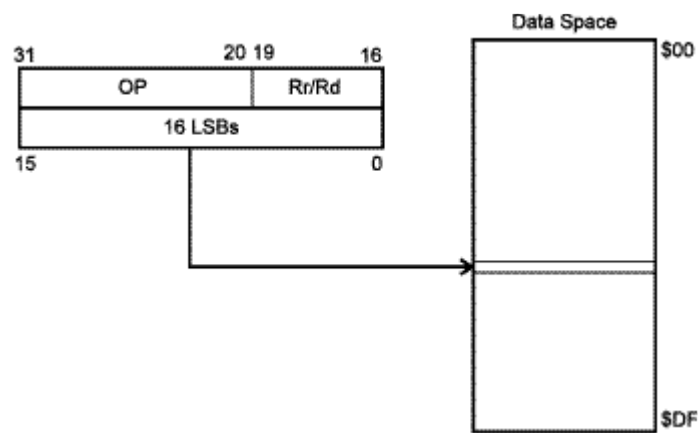 Data Space
31 20 19 16
$00
OP Rr/Rd
16 LSBs
15 0
$DF